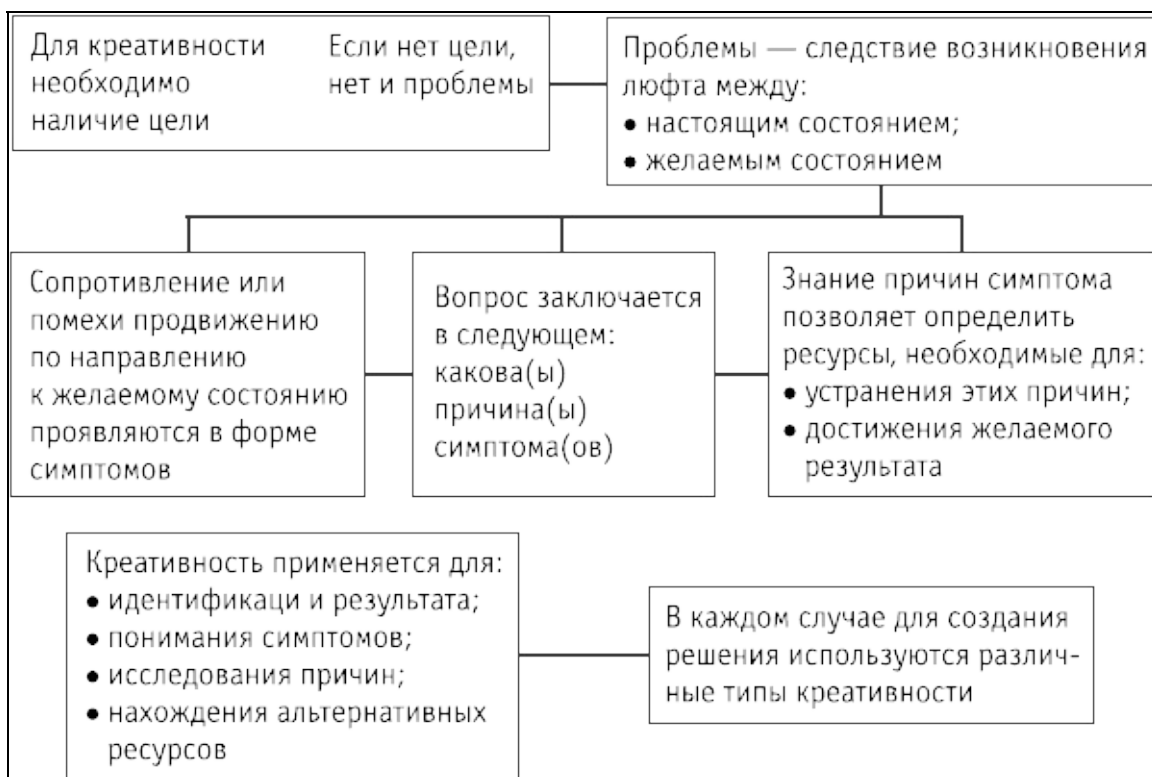 Для креативности
необходимо
наличие цели
Если нет цели,
нет и проблемы
Проблемы — следствие возникновения
люфта между:
• настоящим состоянием;
• желаемым состоянием
Сопротивление или
помехи продвижению
по направлению
к желаемому состоянию
проявляются в форме
симптомов
Вопрос заключается
в следующем:
какова(ы)
причина(ы)
симптома(ов)
Знание причин симптома
позволяет определить
ресурсы, необходимые для:
• устранения этих причин;
• достижения желаемого
результата
Креативность применяется для:
• идентификаци и результата;
• понимания симптомов;
• исследования причин;
• нахождения альтернативных
ресурсов
В каждом случае для создания
решения используются различ-
ные типы креативности